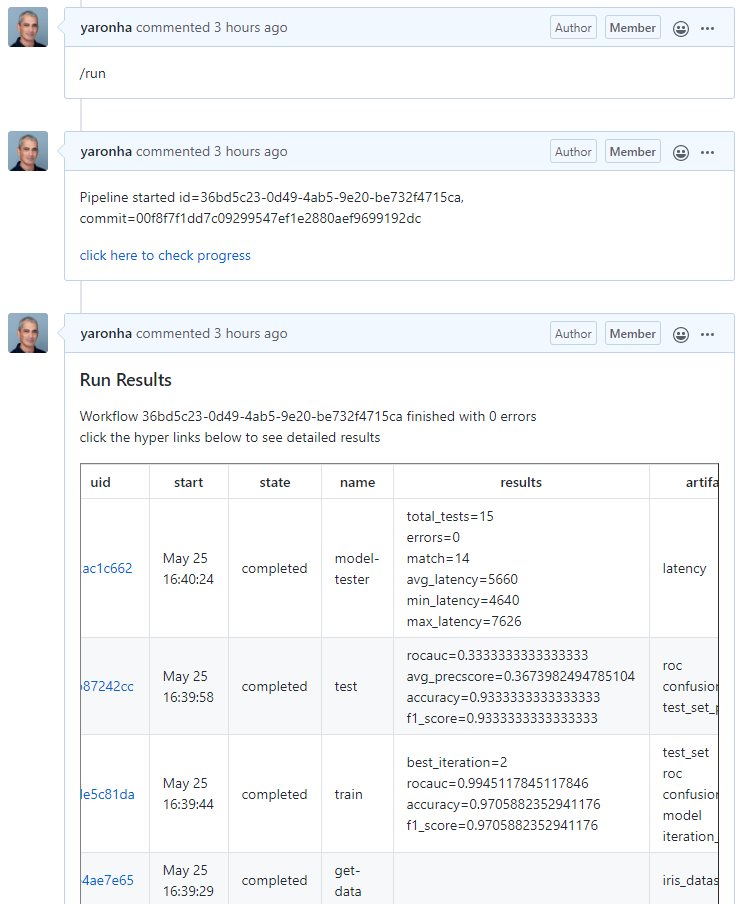 yaronha commented 3 hours ago Author Member
/run
yaronha commented 3 hours ago Author Member
Pipeline started id=36bd5c23-0d49-4ab5-9e20-be732f4715ca,
commit=00f8f7f1dd7c09299547ef1e2880aef9699192dc
click here to check progress
yaronha commented 3 hours ago Author Member
Run Results
Workflow 36bd5c23-0d49-4ab5-9e20-be732f4715ca finished with 0 errors
click the hyper links below to see detailed results
uid start state name results artifa
ac1c662
May 25
16:40:24
completed
model-
tester
total_tests=15
errors=0
match=14
avg_latency=5660
min_latency=4640
max_latency=7626
latency
87242cc
May 25
16:39:58
completed
test
rocauc=0.3333333333333333
avg_precscore=0.3673982494785104
accuracy=0.9333333333333333
f1_score=0.9333333333333333
roc
confusion
test_set_p
e5c81da
May 25
16:39:44
completed
train
best_iteration=2
rocauc=0.9945117845117846
accuracy=0.9705882352941176
f1_score=0.9705882352941176
test_set
roc
confusion
model
iteration_
4ae7e65
May 25
16:39:29
completed
get-
data
iris_datas